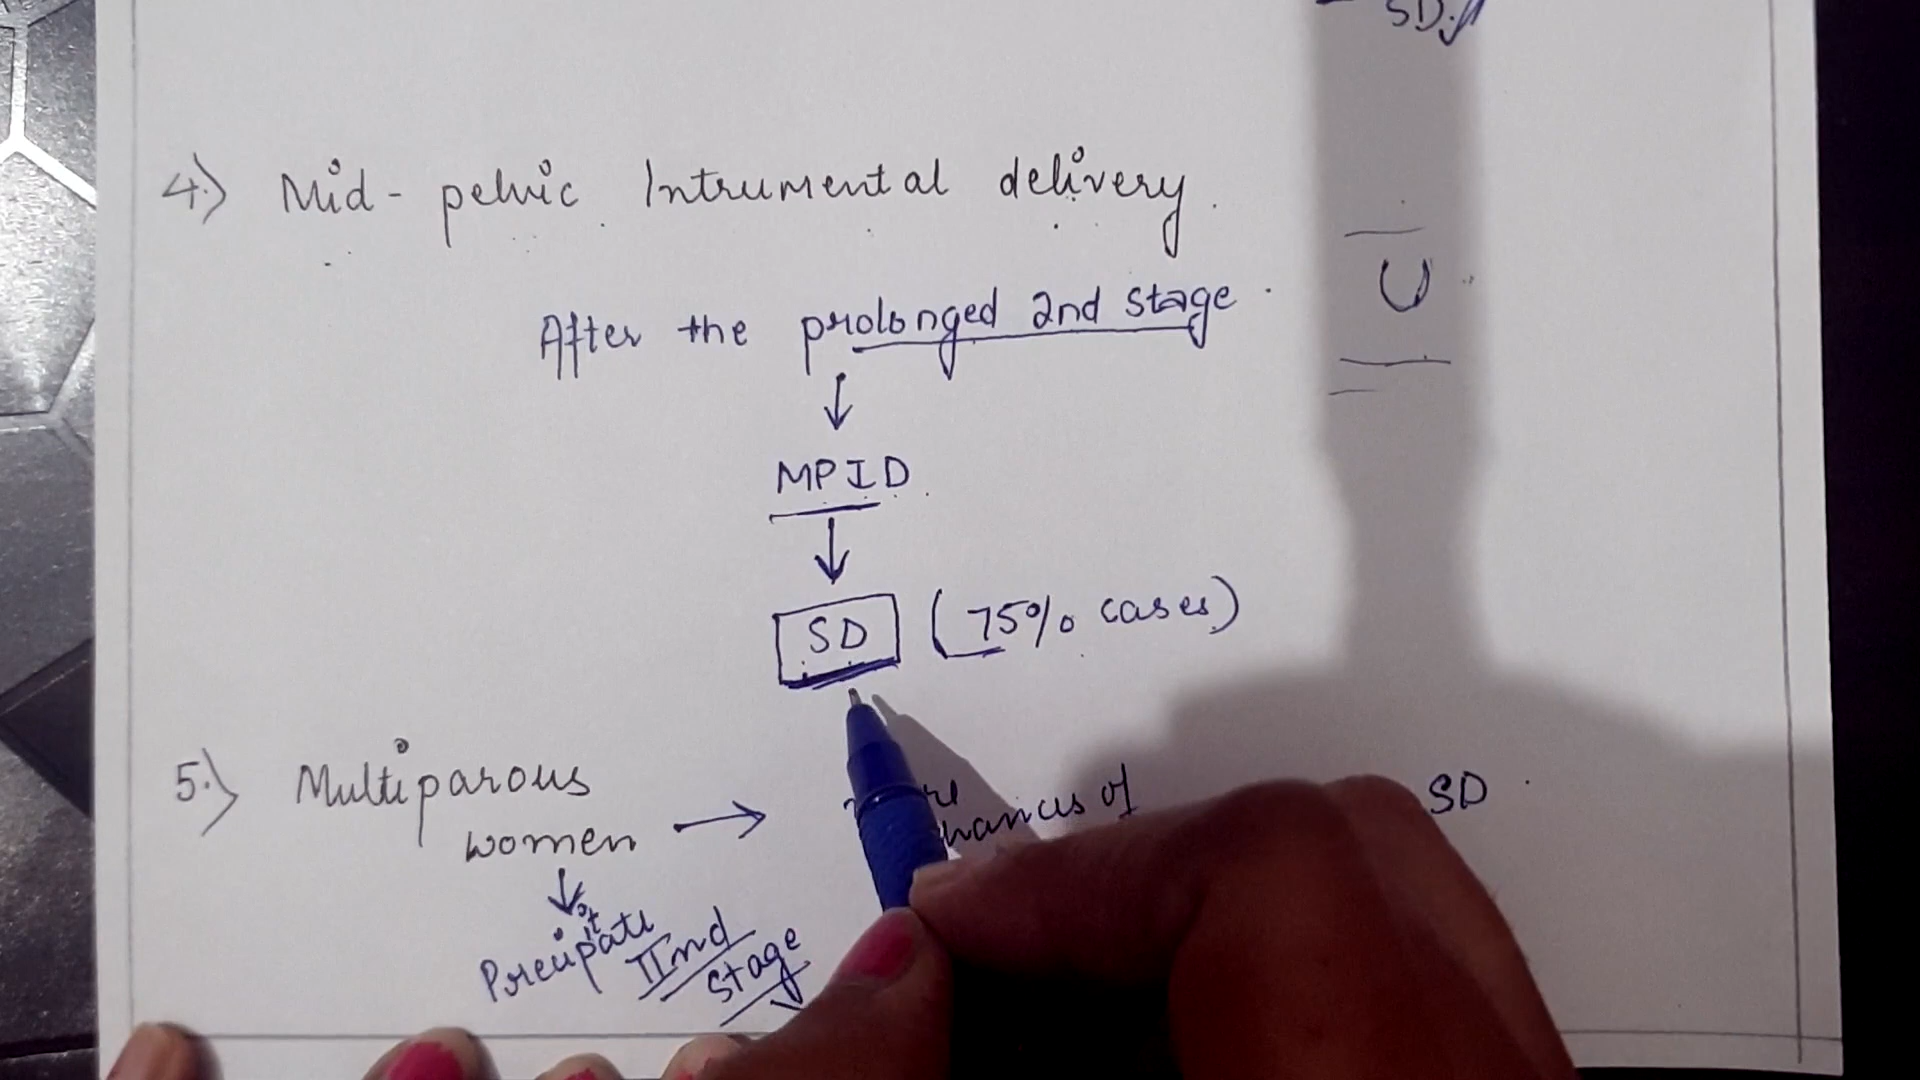 SD.
4.) Mid-pelvic Intrumental delivery.
After the prolonged 2nd stage.
↓
MPID
↓
SD (75% cases)
5.) Multiparous
women → of SD.
↓
Precipitate
IInd
stage